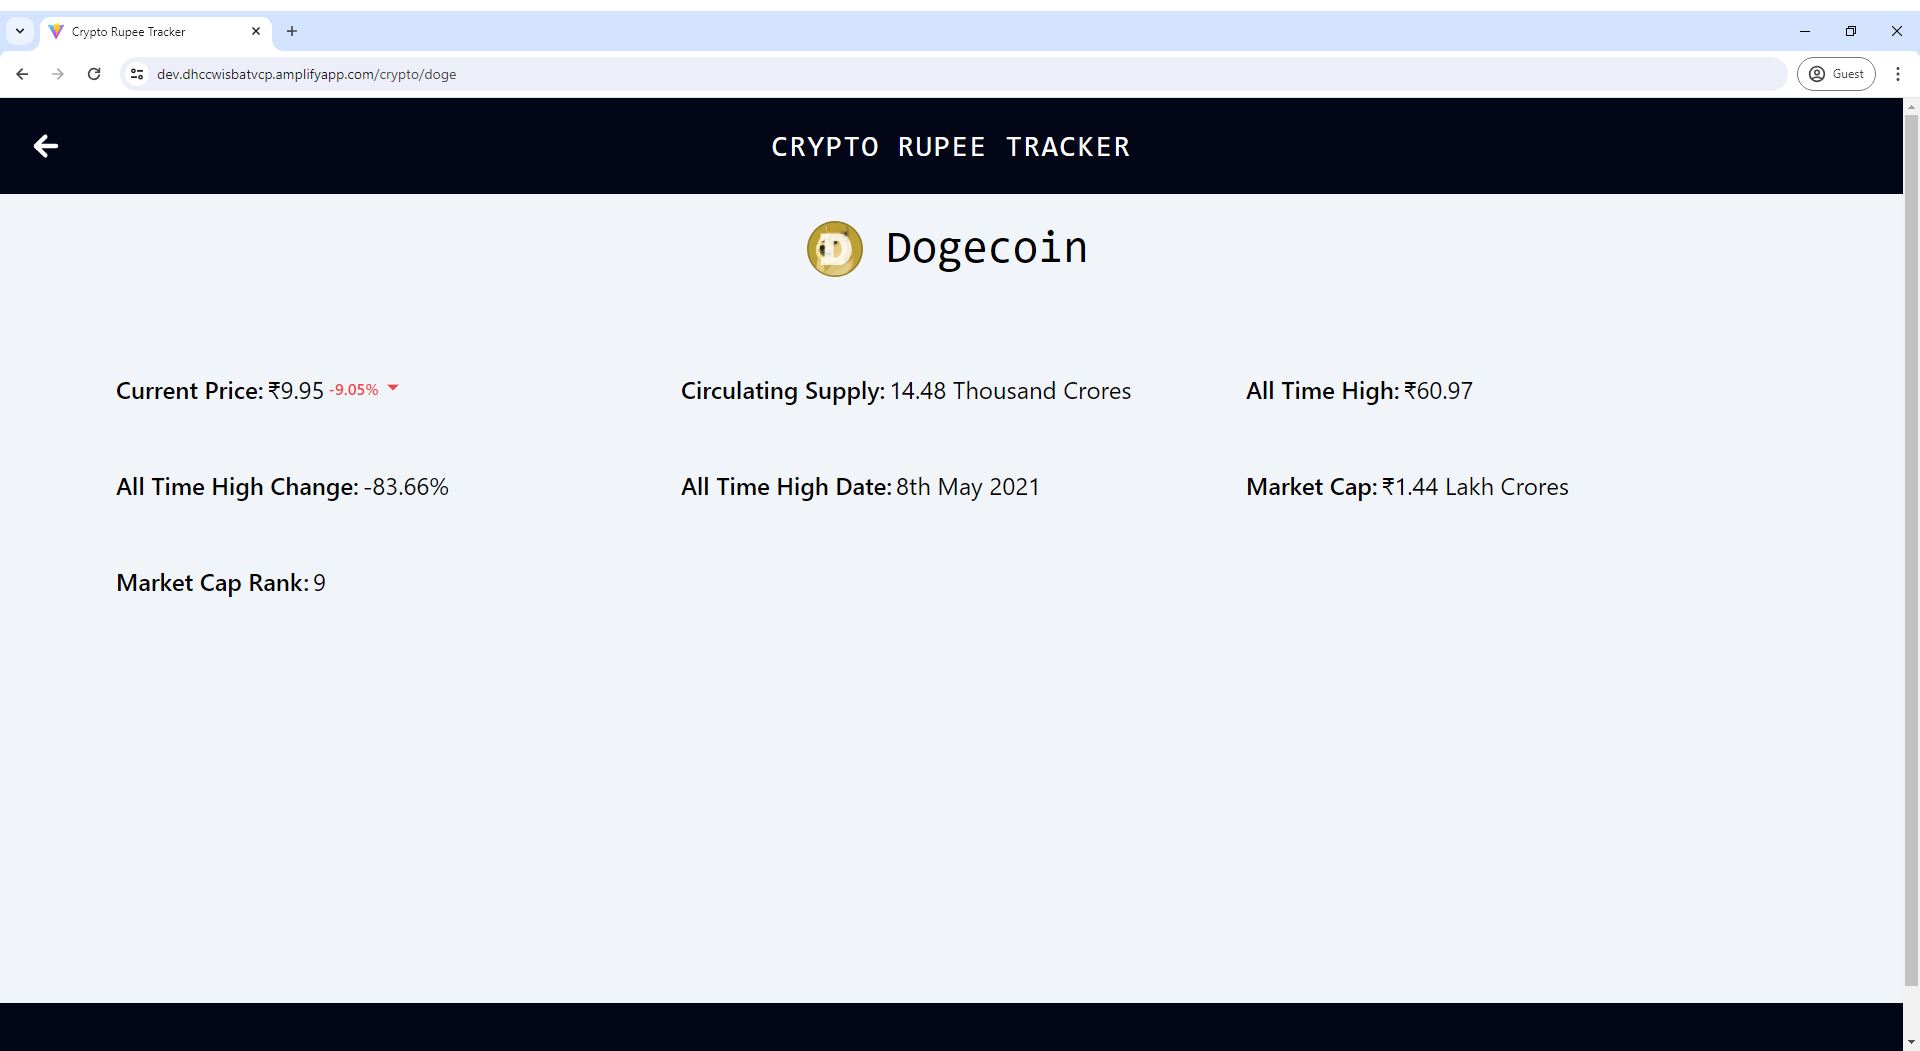 Crypto Rupee Tracker
dev.dhccwisbatvcp.amplifyapp.com/crypto/doge
Guest
CRYPTO RUPEE TRACKER
Dogecoin
Current Price: ₹9.95 -9.05%
Circulating Supply: 14.48 Thousand Crores
All Time High: ₹60.97
All Time High Change: -83.66%
All Time High Date: 8th May 2021
Market Cap: ₹1.44 Lakh Crores
Market Cap Rank: 9